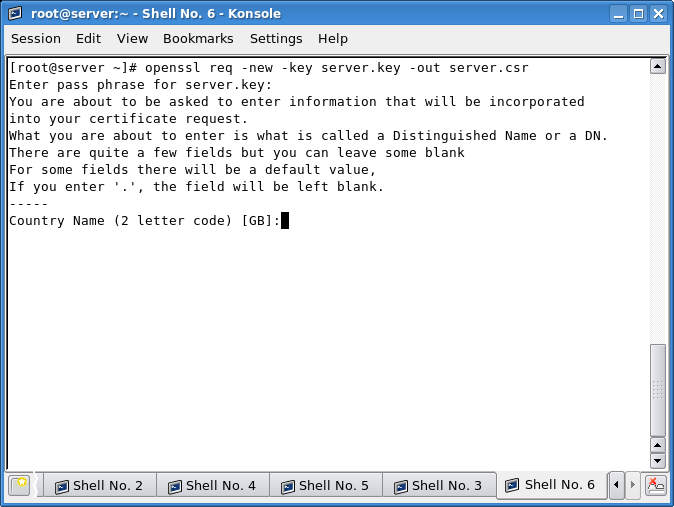 root@server:~ - Shell No. 6 - Konsole
Session Edit View Bookmarks Settings Help
[root@server ~]# openssl req -new -key server.key -out server.csr
Enter pass phrase for server.key:
You are about to be asked to enter information that will be incorporated
into your certificate request.
What you are about to enter is what is called a Distinguished Name or a DN.
There are quite a few fields but you can leave some blank
For some fields there will be a default value,
If you enter '.', the field will be left blank.
-----
Country Name (2 letter code) [GB]:
Shell No. 2 Shell No. 4 Shell No. 5 Shell No. 3 Shell No. 6